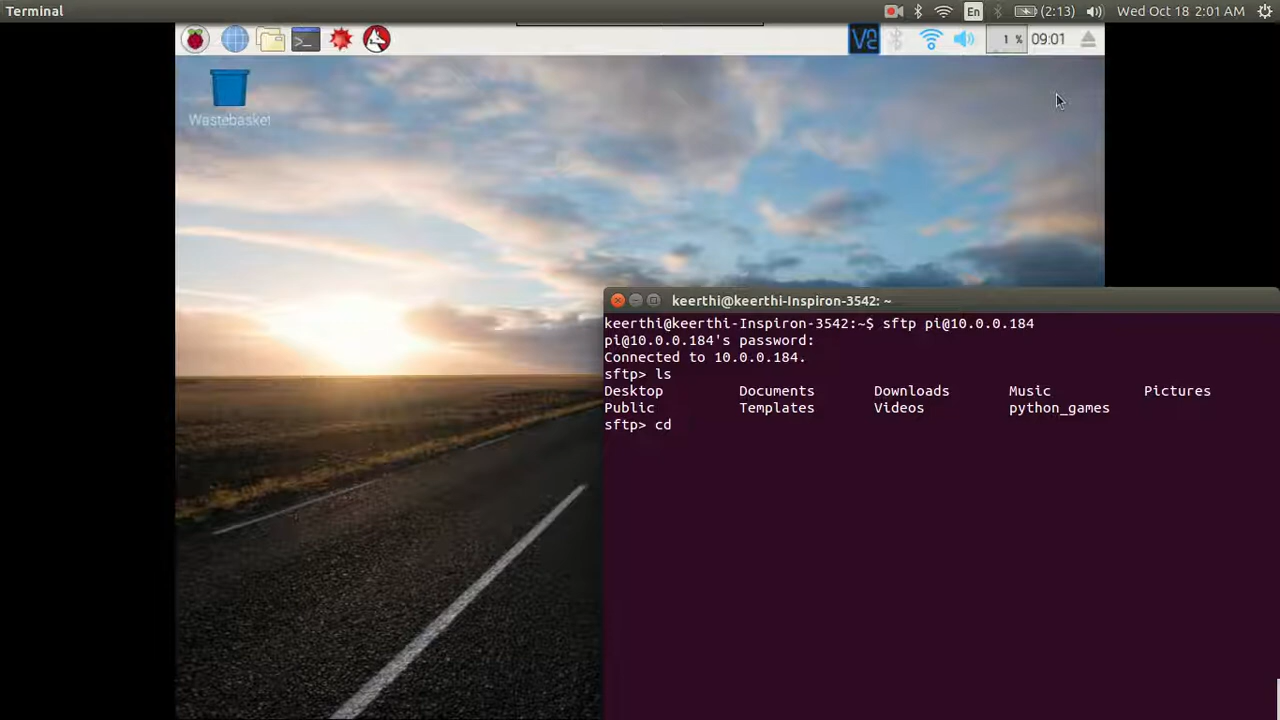 Terminal
En
(2:13)
Wed Oct 18 2:01 AM
1 %
09:01
Wastebasket
keerthi@keerthi-Inspiron-3542: ~
keerthi@keerthi-Inspiron-3542:~$ sftp pi@10.0.0.184
pi@10.0.0.184's password:
Connected to 10.0.0.184.
sftp> ls
Desktop Documents Downloads Music Pictures
Public Templates Videos python_games
sftp> cd